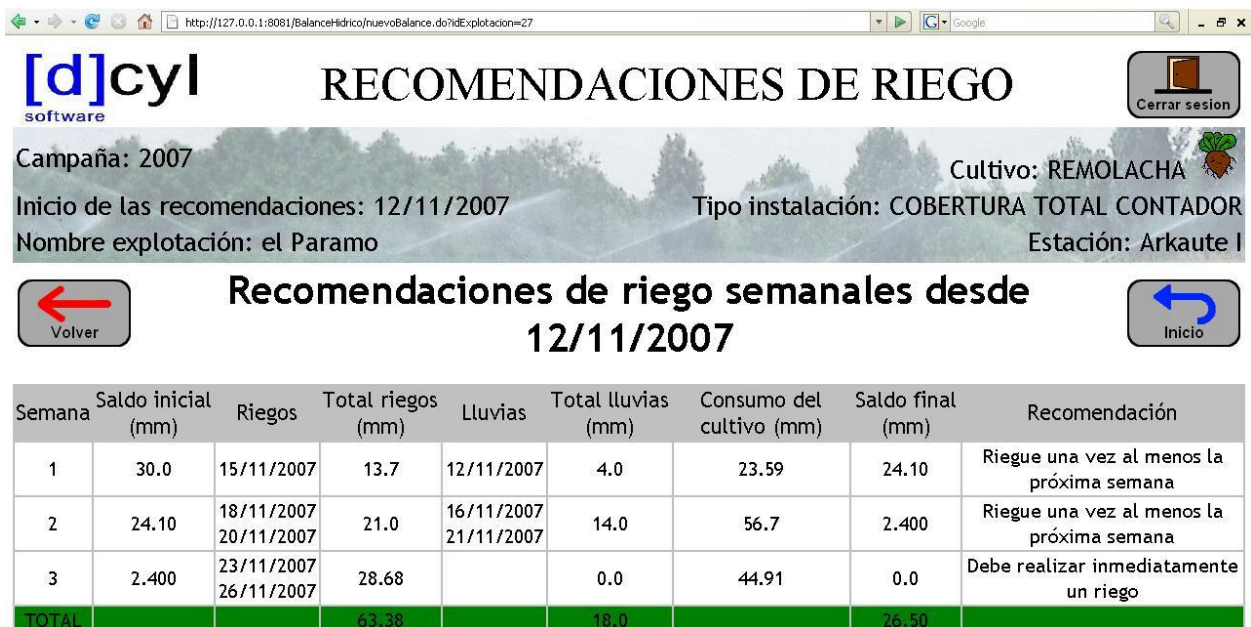 http://127.0.0.1:8081/BalanceHidrico/nuevoBalance.do?idExplotacion=27
G Google
[d]cyl
software
RECOMENDACIONES DE RIEGO
Cerrar sesion
Campaña: 2007
Cultivo: REMOLACHA
Inicio de las recomendaciones: 12/11/2007
Tipo instalación: COBERTURA TOTAL CONTADOR
Nombre explotación: el Paramo
Estación: Arkaute I
Volver
Recomendaciones de riego semanales desde
12/11/2007
Inicio
Semana Saldo inicial (mm) Riegos Total riegos (mm) Lluvias Total lluvias (mm) Consumo del cultivo (mm) Saldo final (mm) Recomendación
1 30.0 15/11/2007 13.7 12/11/2007 4.0 23.59 24.10 Riegue una vez al menos la próxima semana
2 24.10 18/11/2007 20/11/2007 21.0 16/11/2007 21/11/2007 14.0 56.7 2.400 Riegue una vez al menos la próxima semana
3 2.400 23/11/2007 26/11/2007 28.68 0.0 44.91 0.0 Debe realizar inmediatamente un riego
TOTAL 63.38 18.0 26.50